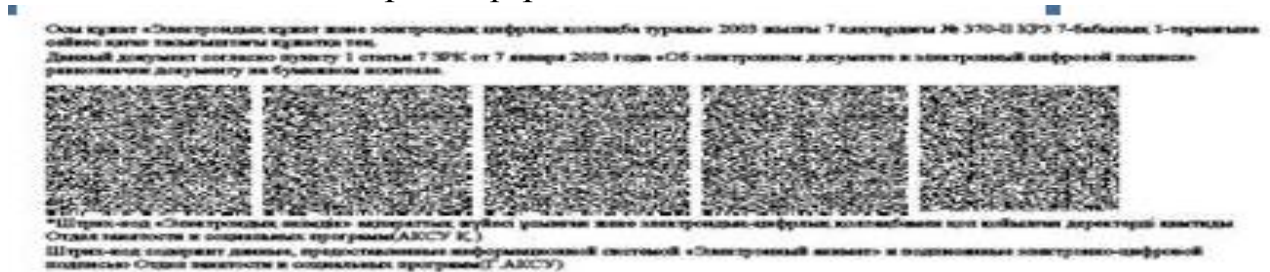 Осы құжат «Электрондық құжат және электрондық цифрлық қолтаңба туралы» 2003 жылғы 7 қаңтардағы № 370-II ҚРЗ 7-бабының 1-тармағына
сәйкес қағаз тасығыштағы құжатқа тең.
Данный документ согласно пункту 1 статьи 7 ЗРК от 7 января 2003 года «Об электронном документе и электронной цифровой подписи»
равнозначен документу на бумажном носителе.
*Штрих-код «Электрондық әкімдік» ақпараттық жүйесі ұсынған және электрондық-цифрлық қолтаңбамен қол қойылған деректерді қамтиды
Отдел занятости и социальных программ(АКСУ Қ.)
Штрих-код содержит данные, предоставленные информационной системой «Электронный акимат» и подписанные электронно-цифровой
подписью Отдел занятости и социальных программ(Г.АКСУ)